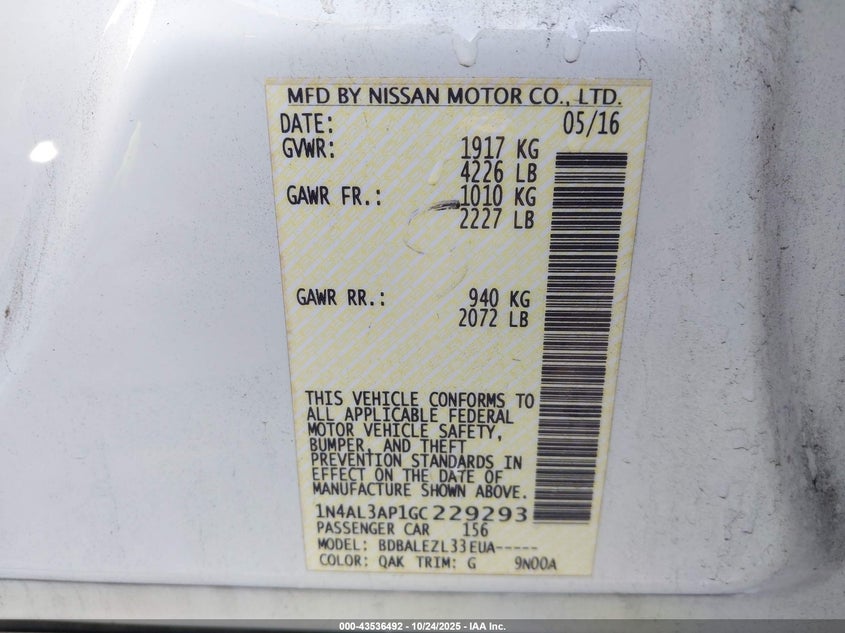 MFD BY NISSAN MOTOR CO., LTD.
DATE: 05/16
GVWR: 1917 KG
4226 LB
GAWR FR.: 1010 KG
2227 LB
GAWR RR.: 940 KG
2072 LB
THIS VEHICLE CONFORMS TO
ALL APPLICABLE FEDERAL
MOTOR VEHICLE SAFETY,
BUMPER, AND THEFT
PREVENTION STANDARDS IN
EFFECT ON THE DATE OF
MANUFACTURE SHOWN ABOVE.
1N4AL3AP1GC229293
PASSENGER CAR 156
MODEL: BDBALEZL33EUA-----
COLOR: QAK TRIM: G 9N00A
000-43536492 - 10/24/2025 - IAA Inc.